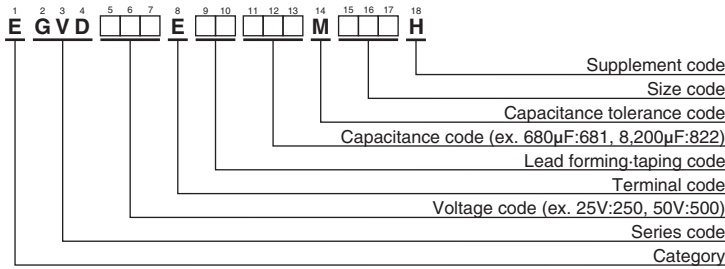 1 2 3 4 5 6 7 8 9 10 11 12 13 14 15 16 17 18
E G V D E M H
Supplement code
Size code
Capacitance tolerance code
Capacitance code (ex. 680µF:681, 8,200µF:822)
Lead forming·taping code
Terminal code
Voltage code (ex. 25V:250, 50V:500)
Series code
Category